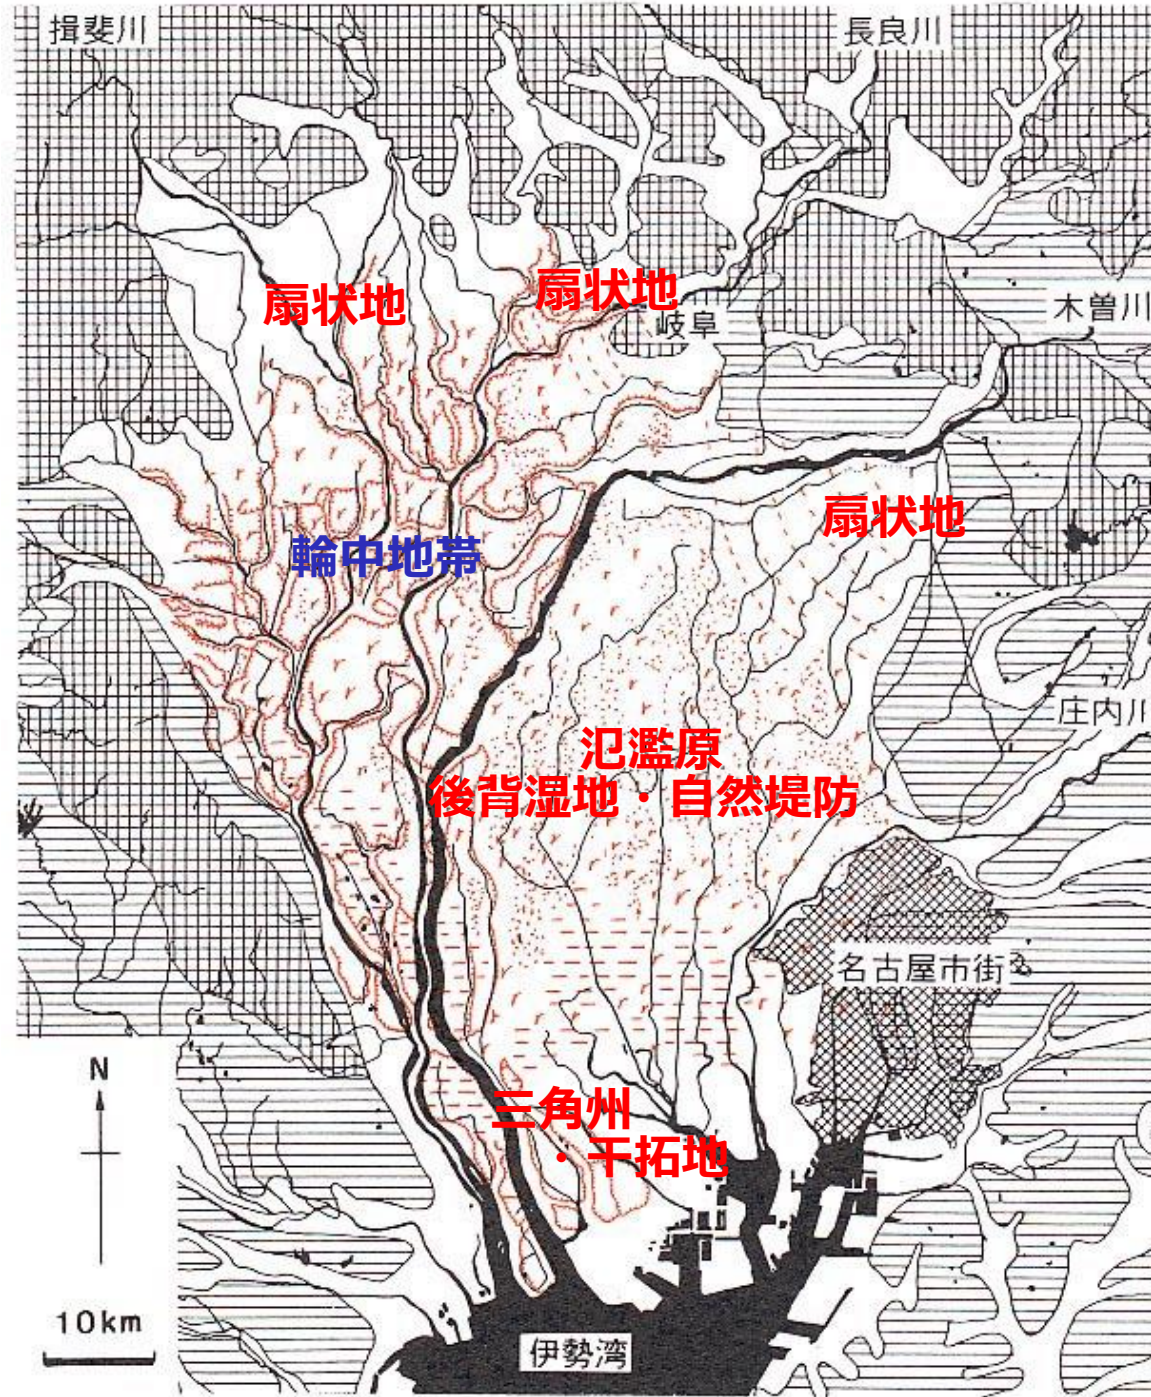 揖斐川
長良川
扇状地
扇状地
岐阜
木曽川
扇状地
輪中地帯
庄内川
氾濫原
後背湿地・自然堤防
名古屋市街
N
三角州
・干拓地
10km
伊勢湾